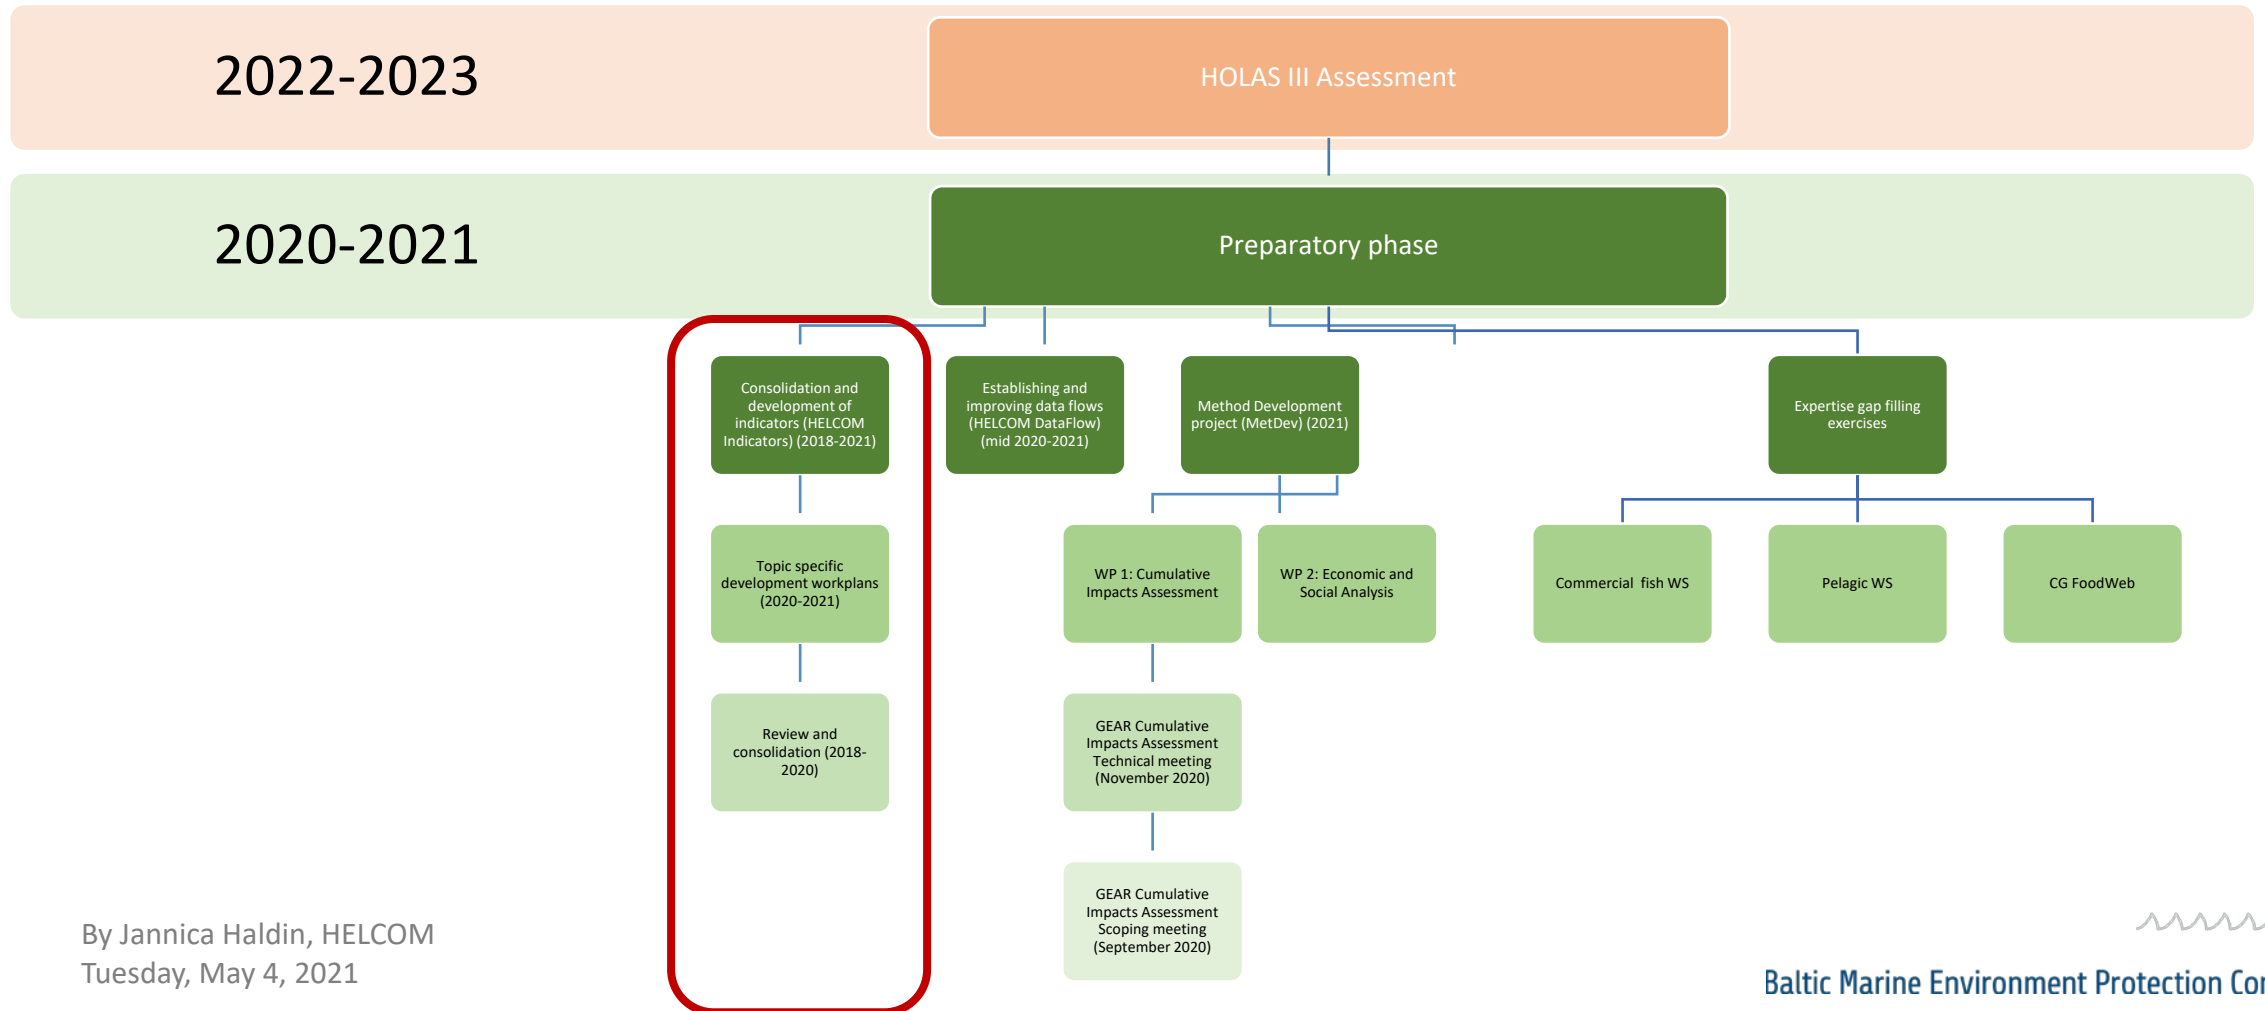 2022-2023
HOLAS III Assessment
2020-2021
Preparatory phase
Consolidation and
development of
indicators (HELCOM
Indicators) (2018-2021)
Establishing and
improving data flows
(HELCOM DataFlow)
(mid 2020-2021)
Method Development
project (MetDev) (2021)
Expertise gap filling
exercises
Topic specific
development workplans
(2020-2021)
WP 1: Cumulative
Impacts Assessment
WP 2: Economic and
Social Analysis
Commercial fish WS
Pelagic WS
CG FoodWeb
Review and
consolidation (2018-
2020)
GEAR Cumulative
Impacts Assessment
Technical meeting
(November 2020)
GEAR Cumulative
Impacts Assessment
Scoping meeting
(September 2020)
By Jannica Haldin, HELCOM
Tuesday, May 4, 2021
Baltic Marine Environment Protection